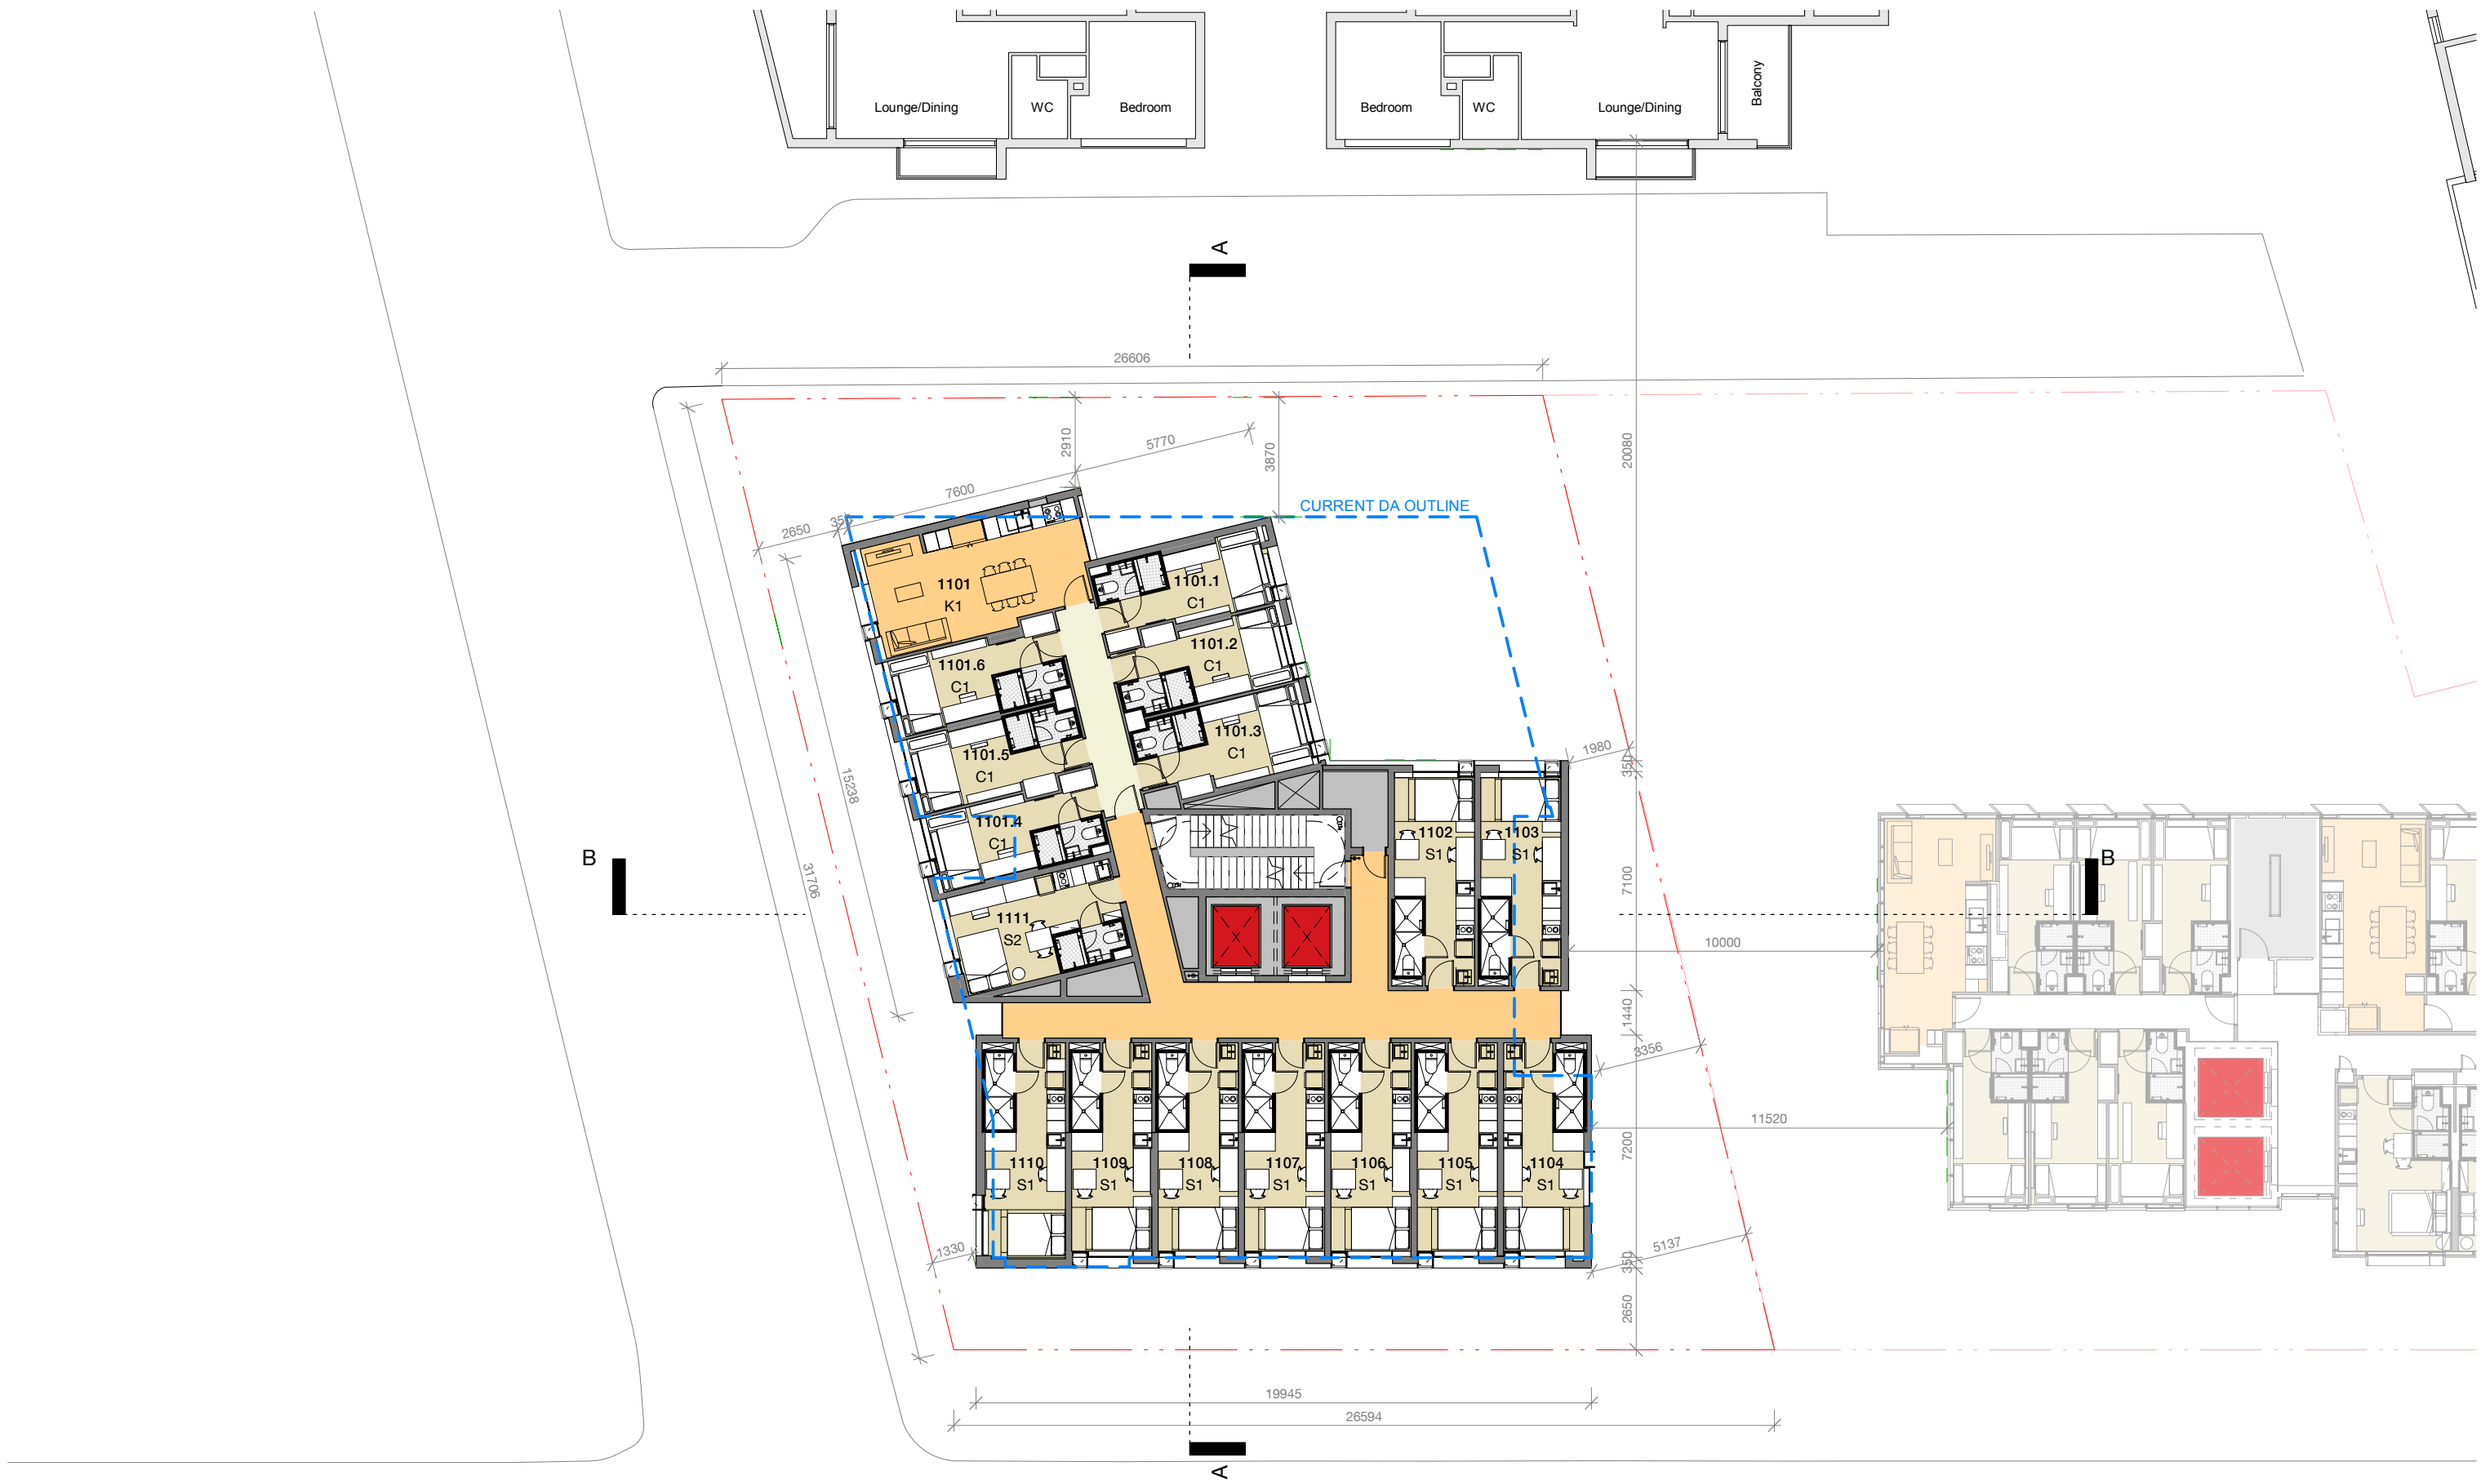 Lounge/Dining
WC
Bedroom
Bedroom
WC
Lounge/Dining
Balcony
A
26606
2910
5770
3870
20080
7600
2650
CURRENT DA OUTLINE
1101
K1
1101.1
C1
1101.2
C1
1101.6
C1
1101.3
C1
1101.5
C1
1980
350
15238
1101.4
C1
1102
S1
1103
S1
B
B
31706
7100
1111
S2
10000
1440
3356
11520
7200
1110
S1
1109
S1
1108
S1
1107
S1
1106
S1
1105
S1
1104
S1
1330
5137
350
2650
19945
26594
A